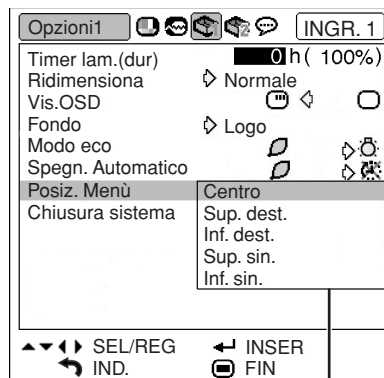 Opzioni1 INGR. 1
Timer lam.(dur) 0 h ( 100%)
Ridimensiona Normale
Vis.OSD
Fondo Logo
Modo eco
Spegn. Automatico
Posiz. Menù Centro
Chiusura sistema Sup. dest.
Inf. dest.
Sup. sin.
Inf. sin.
SEL/REG INSER
IND. FIN